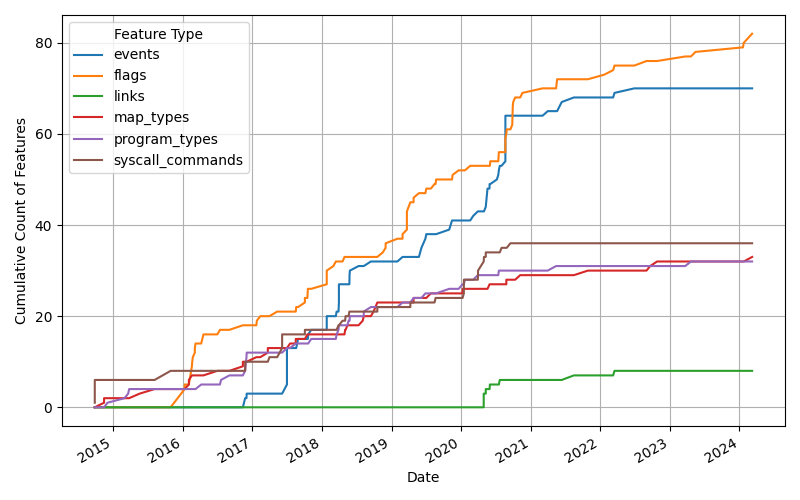 Feature Type
events
flags
links
map_types
program_types
syscall_commands
Cumulative Count of Features
80
60
40
20
0
2015 2016 2017 2018 2019 2020 2021 2022 2023 2024
Date